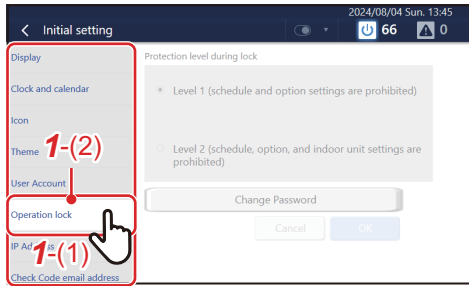 2024/08/04 Sun. 13:45
Initial setting
66
0
Display
Protection level during lock
Clock and calendar
Level 1 (schedule and option settings are prohibited)
Icon
Theme
1-(2)
Level 2 (schedule, option, and indoor unit settings are
prohibited)
User Account
Change Password
Operation lock
Cancel
OK
1-(1)
Check Code email address